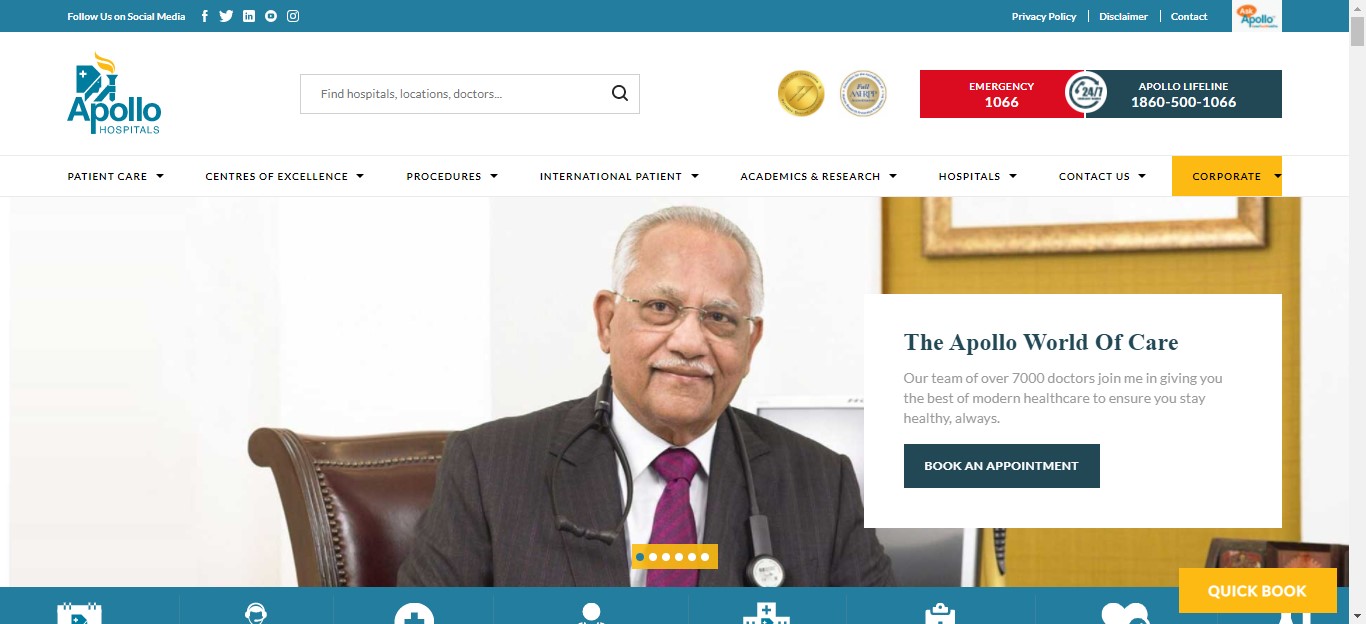 Follow Us on Social Media
Privacy Policy
Disclaimer
Contact
Ask
Apollo
Apollo
HOSPITALS
Find hospitals, locations, doctors...
EMERGENCY
1066
24/7
APOLLO LIFELINE
1860-500-1066
PATIENT CARE
CENTRES OF EXCELLENCE
PROCEDURES
INTERNATIONAL PATIENT
ACADEMICS & RESEARCH
HOSPITALS
CONTACT US
CORPORATE
The Apollo World Of Care
Our team of over 7000 doctors join me in giving you
the best of modern healthcare to ensure you stay
healthy, always.
BOOK AN APPOINTMENT
QUICK BOOK